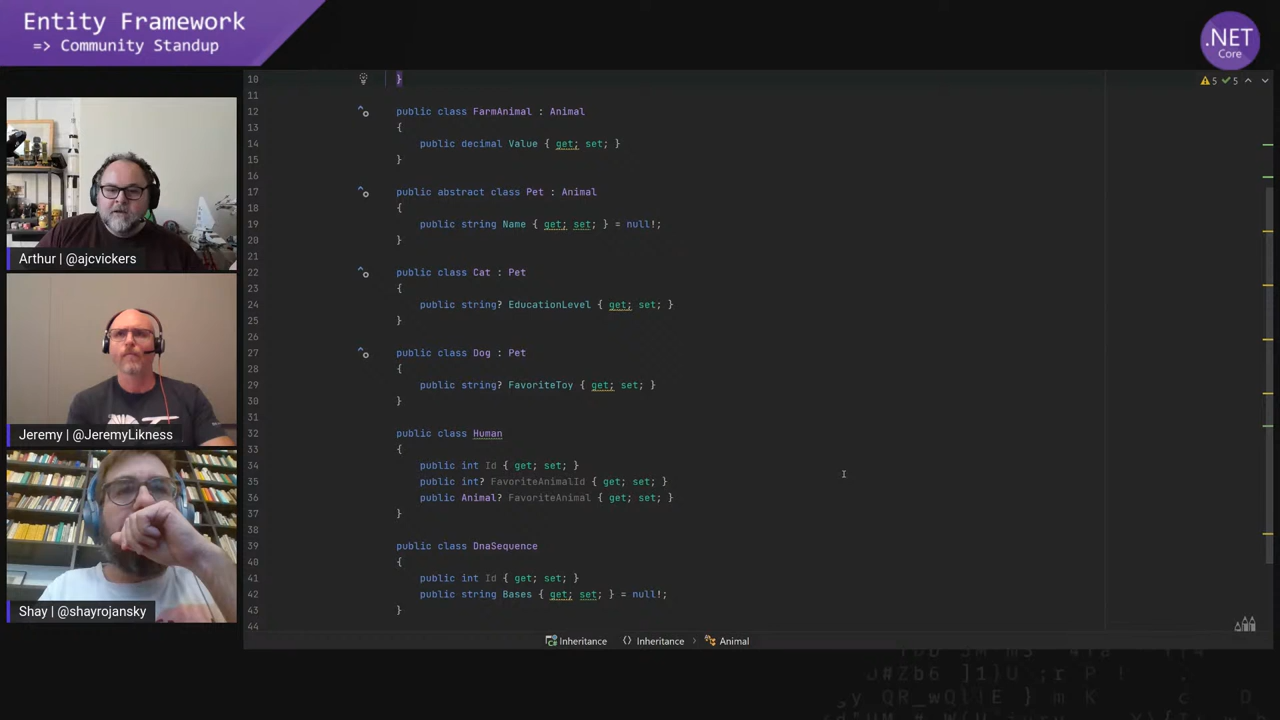 Entity Framework
=> Community Standup
.NET
Core
Arthur | @ajcvickers
Jeremy | @JeremyLikness
Shay | @shayrojansky
5 5
10 }
11
12 public class FarmAnimal : Animal
13 {
14 public decimal Value { get; set; }
15 }
16
17 public abstract class Pet : Animal
18 {
19 public string Name { get; set; } = null!;
20 }
21
22 public class Cat : Pet
23 {
24 public string? EducationLevel { get; set; }
25 }
26
27 public class Dog : Pet
28 {
29 public string? FavoriteToy { get; set; }
30 }
31
32 public class Human
33 {
34 public int Id { get; set; }
35 public int? FavoriteAnimalId { get; set; }
36 public Animal? FavoriteAnimal { get; set; }
37 }
38
39 public class DnaSequence
40 {
41 public int Id { get; set; }
42 public string Bases { get; set; } = null!;
43 }
44
Inheritance {} Inheritance > Animal